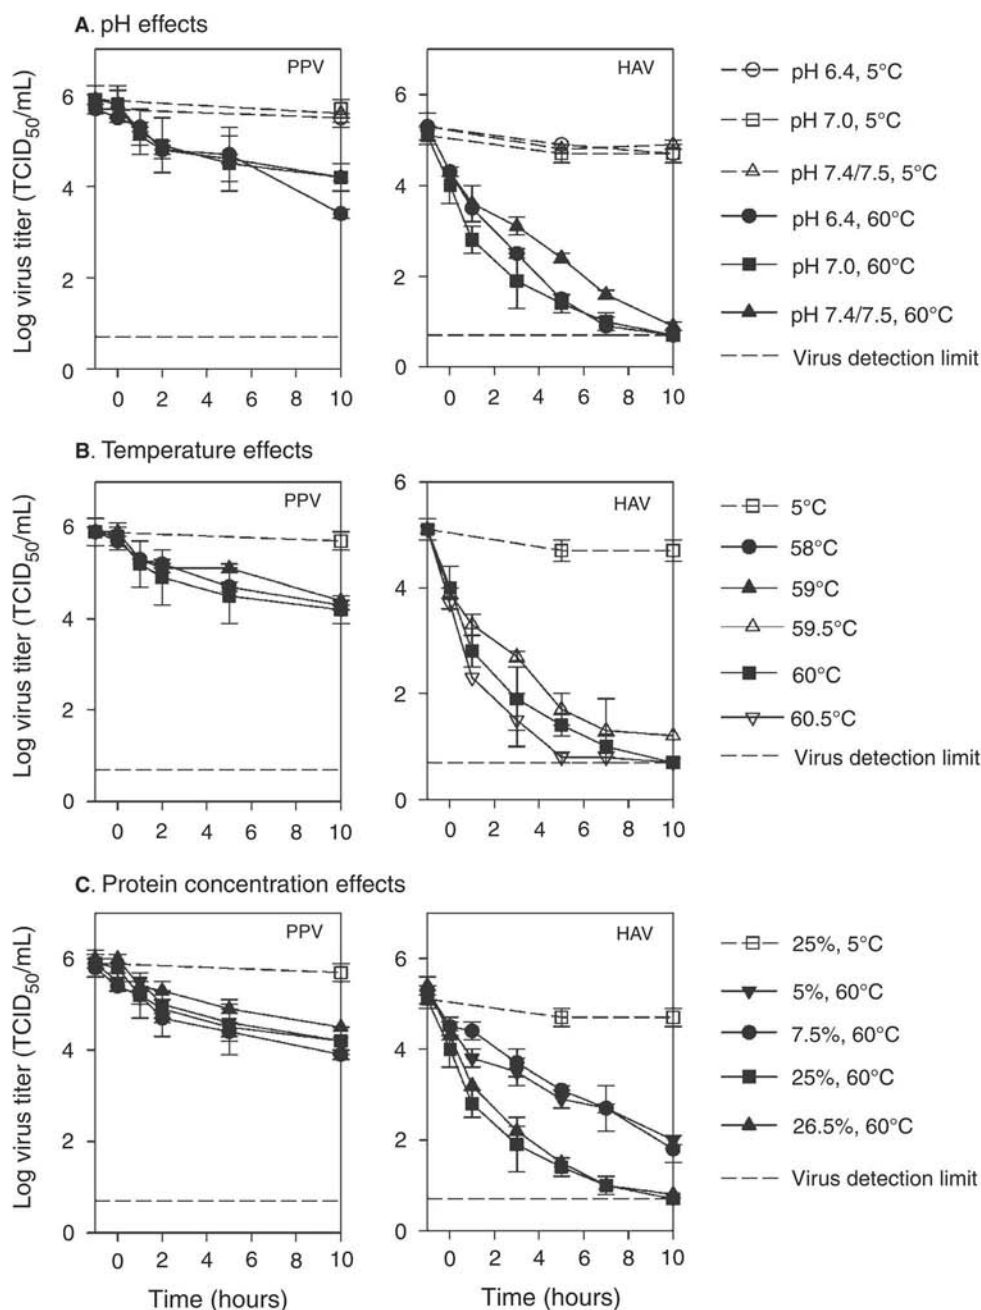 A. pH effects
Log virus titer (TCID50/mL)
PPV
6
4
2
0
0 2 4 6 8 10
HAV
6
4
2
0
0 2 4 6 8 10
pH 6.4, 5°C
pH 7.0, 5°C
pH 7.4/7.5, 5°C
pH 6.4, 60°C
pH 7.0, 60°C
pH 7.4/7.5, 60°C
Virus detection limit
B. Temperature effects
Log virus titer (TCID50/mL)
PPV
6
4
2
0
0 2 4 6 8 10
HAV
6
4
2
0
0 2 4 6 8 10
5°C
58°C
59°C
59.5°C
60°C
60.5°C
Virus detection limit
C. Protein concentration effects
Log virus titer (TCID50/mL)
PPV
6
4
2
0
0 2 4 6 8 10
Time (hours)
HAV
6
4
2
0
0 2 4 6 8 10
Time (hours)
25%, 5°C
5%, 60°C
7.5%, 60°C
25%, 60°C
26.5%, 60°C
Virus detection limit